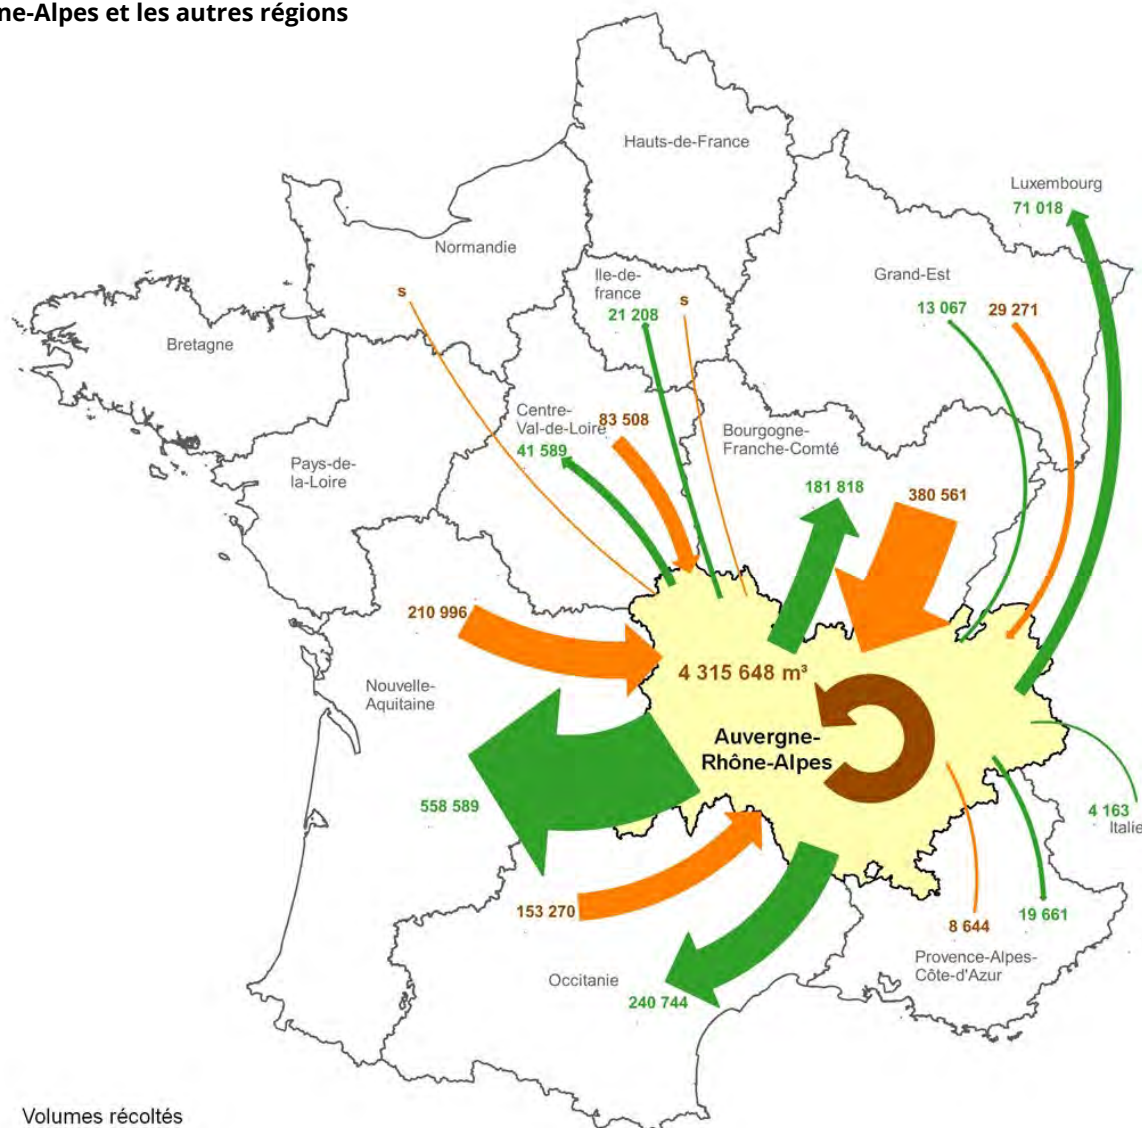 ne-Alpes et les autres régions
Hauts-de-France
Luxembourg
71 018
Normandie
Ile-de-
france
21 208
s
s
Grand-Est
13 067
29 271
Bretagne
Centre-
Val-de-Loire
41 589
83 508
Bourgogne-
Franche-Comté
Pays-de-
la-Loire
181 818
380 561
210 996
4 315 648 m³
Nouvelle-
Aquitaine
Auvergne-
Rhône-Alpes
558 589
4 163
Italie
153 270
8 644
19 661
Provence-Alpes-
Côte-d'Azur
Occitanie
240 744
Volumes récoltés